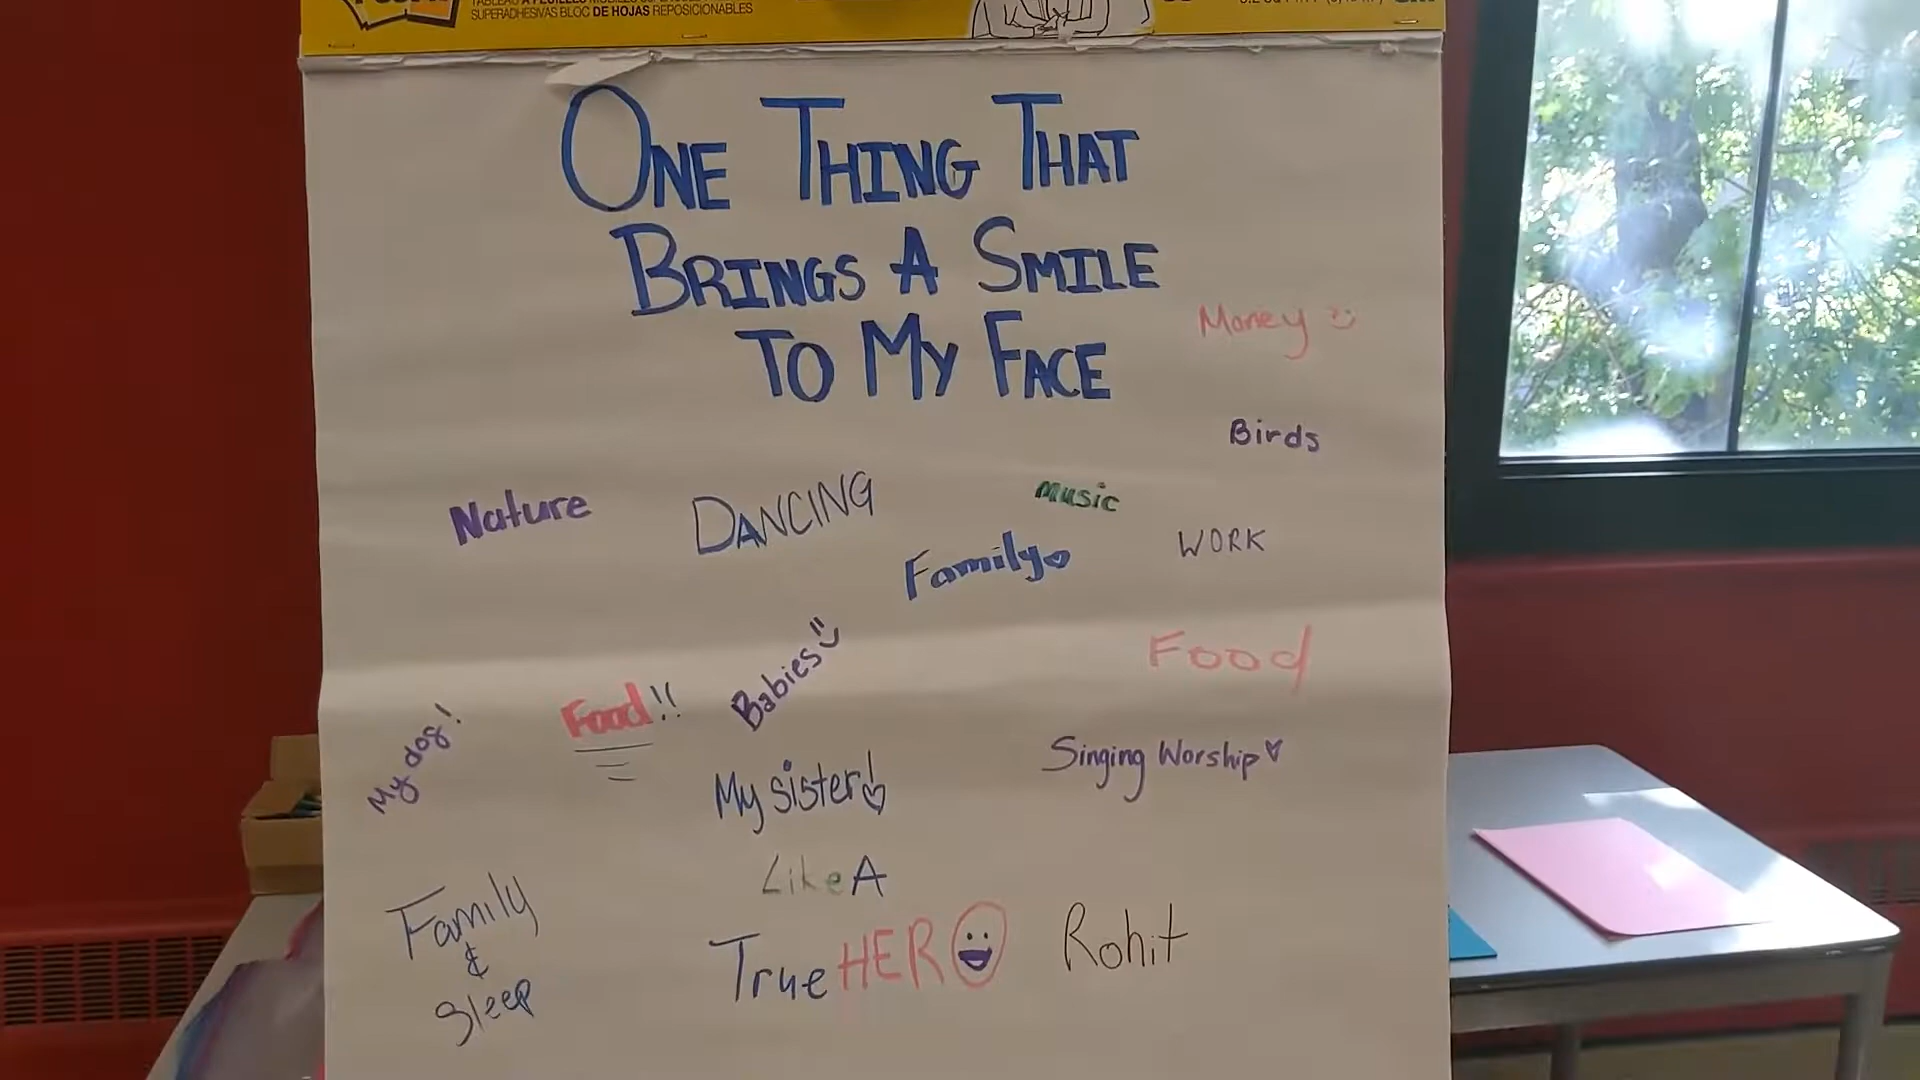 SUPERADHESIVAS BLOC DE HOJAS REPOSICIONABLES
ONE THING THAT
BRINGS A SMILE
TO MY FACE
Money
Birds
Nature
DANCING
Music
Family
WORK
Babies
Food
My dog!
Food!!
My sister!
Singing Worship
Like A
True HERO
Rohit
Family
&
Sleep